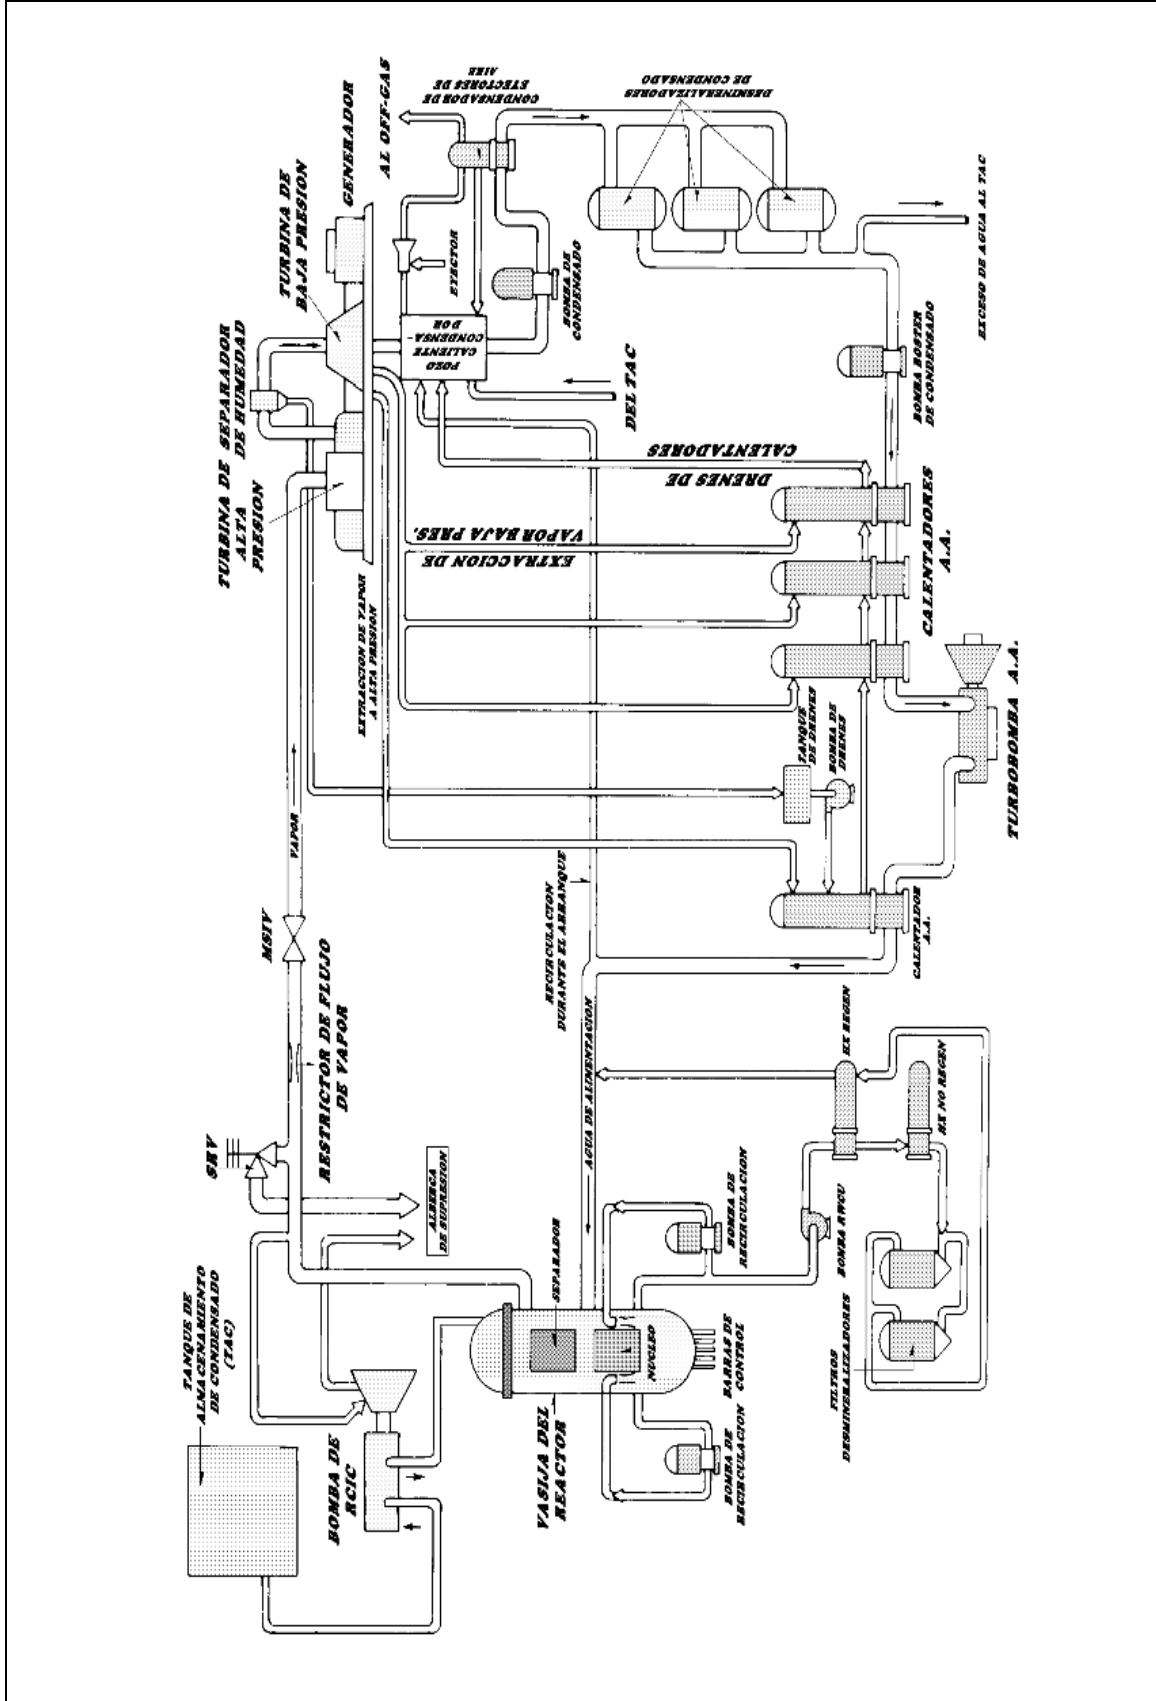 TANQUE DE
ALMACENAMIENTO
DE CONDENSADO
(TAC)
BOMBA DE
RCIC
SRV
ALBERCA
DE SUPRESION
RESTRICTOR DE FLUJO
DE VAPOR
MSIV
VAPOR
TURBINA DE
ALTA
PRESION
SEPARADOR
DE HUMEDAD
TURBINA DE
BAJA PRESION
GENERADOR
AL OFF-GAS
CONDENSADOR DE
EYECTORES DE
AIRE
EYECTOR
POZO
CALIENTE
CONDENSA-
DOR
BOMBA DE
CONDENSADO
DESMINERALIZADORES
DE CONDENSADO
EXCESO DE AGUA AL TAC
DEL TAC
BOMBA BOSTER
DE CONDENSADO
DRENES DE
CALENTADORES
EXTRACCION DE
VAPOR BAJA PRES.
EXTRACCION DE VAPOR
A ALTA PRESION
CALENTADORES
A.A.
TANQUE
DE DRENES
BOMBA DE
DRENES
TURBOBOMBA A.A.
CALENTADOR
A.A.
RECIRCULACION
DURANTE EL ARRANQUE
AGUA DE ALIMENTACION
HX REGEN
HX NO REGEN
BOMBA RWCU
FILTROS
DESMINERALIZADORES
SEPARADOR
NUCLEO
VASIJA DEL
REACTOR
BARRAS DE
CONTROL
BOMBA DE
RECIRCULACION
BOMBA DE
RECIRCULACION